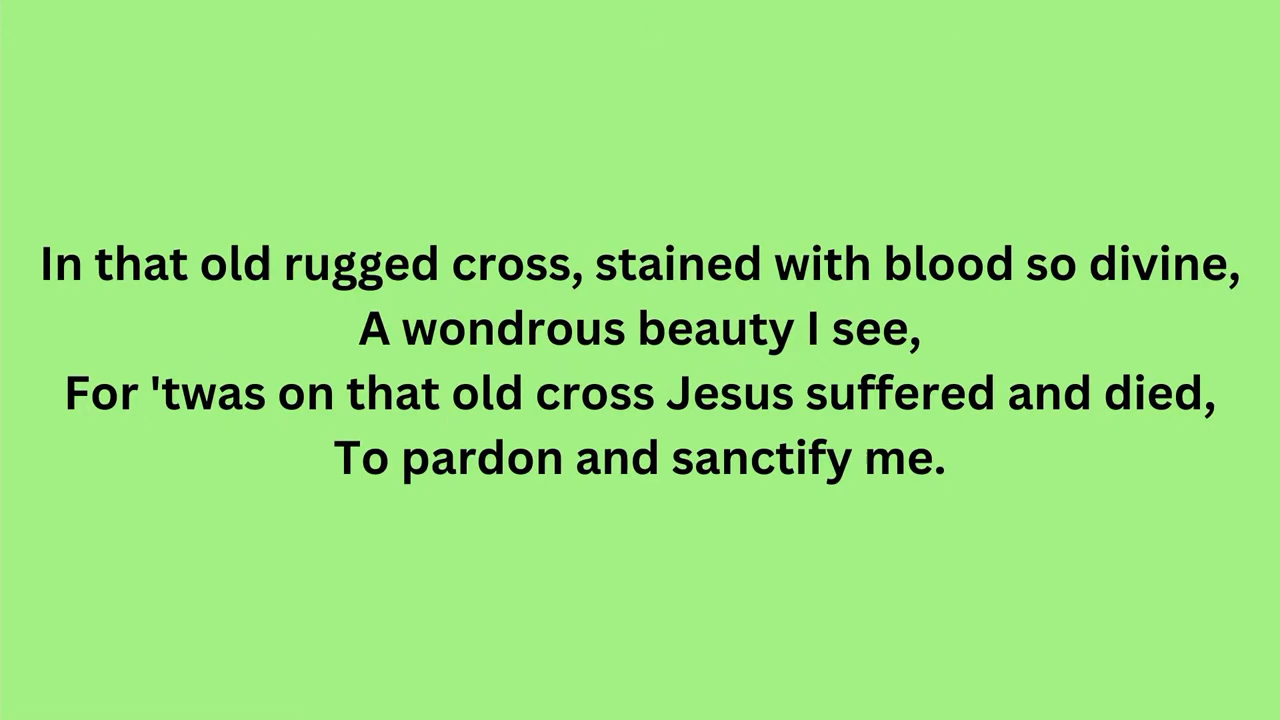 In that old rugged cross, stained with blood so divine,
A wondrous beauty I see,
For 'twas on that old cross Jesus suffered and died,
To pardon and sanctify me.